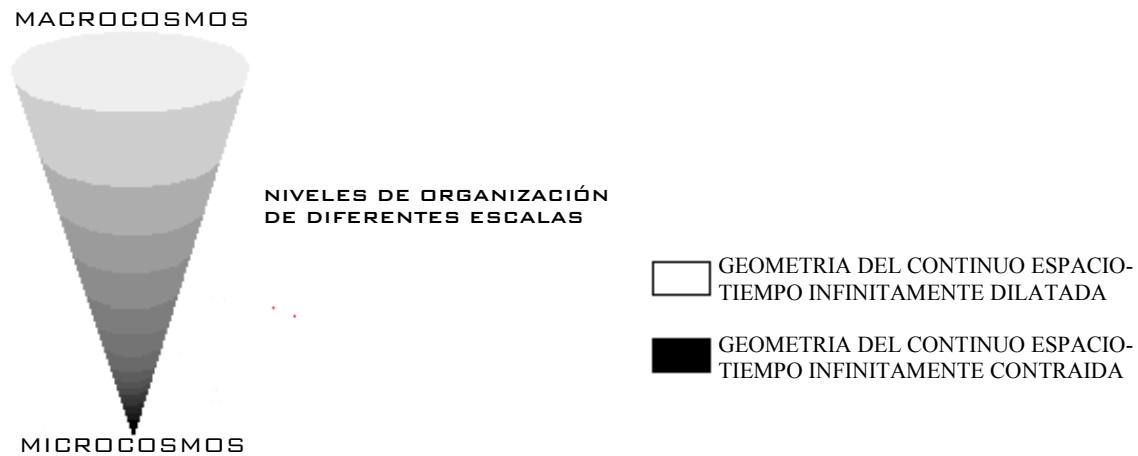 MACROCOSMOS
NIVELES DE ORGANIZACIÓN
DE DIFERENTES ESCALAS
GEOMETRIA DEL CONTINUO ESPACIO-
TIEMPO INFINITAMENTE DILATADA
GEOMETRIA DEL CONTINUO ESPACIO-
TIEMPO INFINITAMENTE CONTRAIDA
MICROCOSMOS